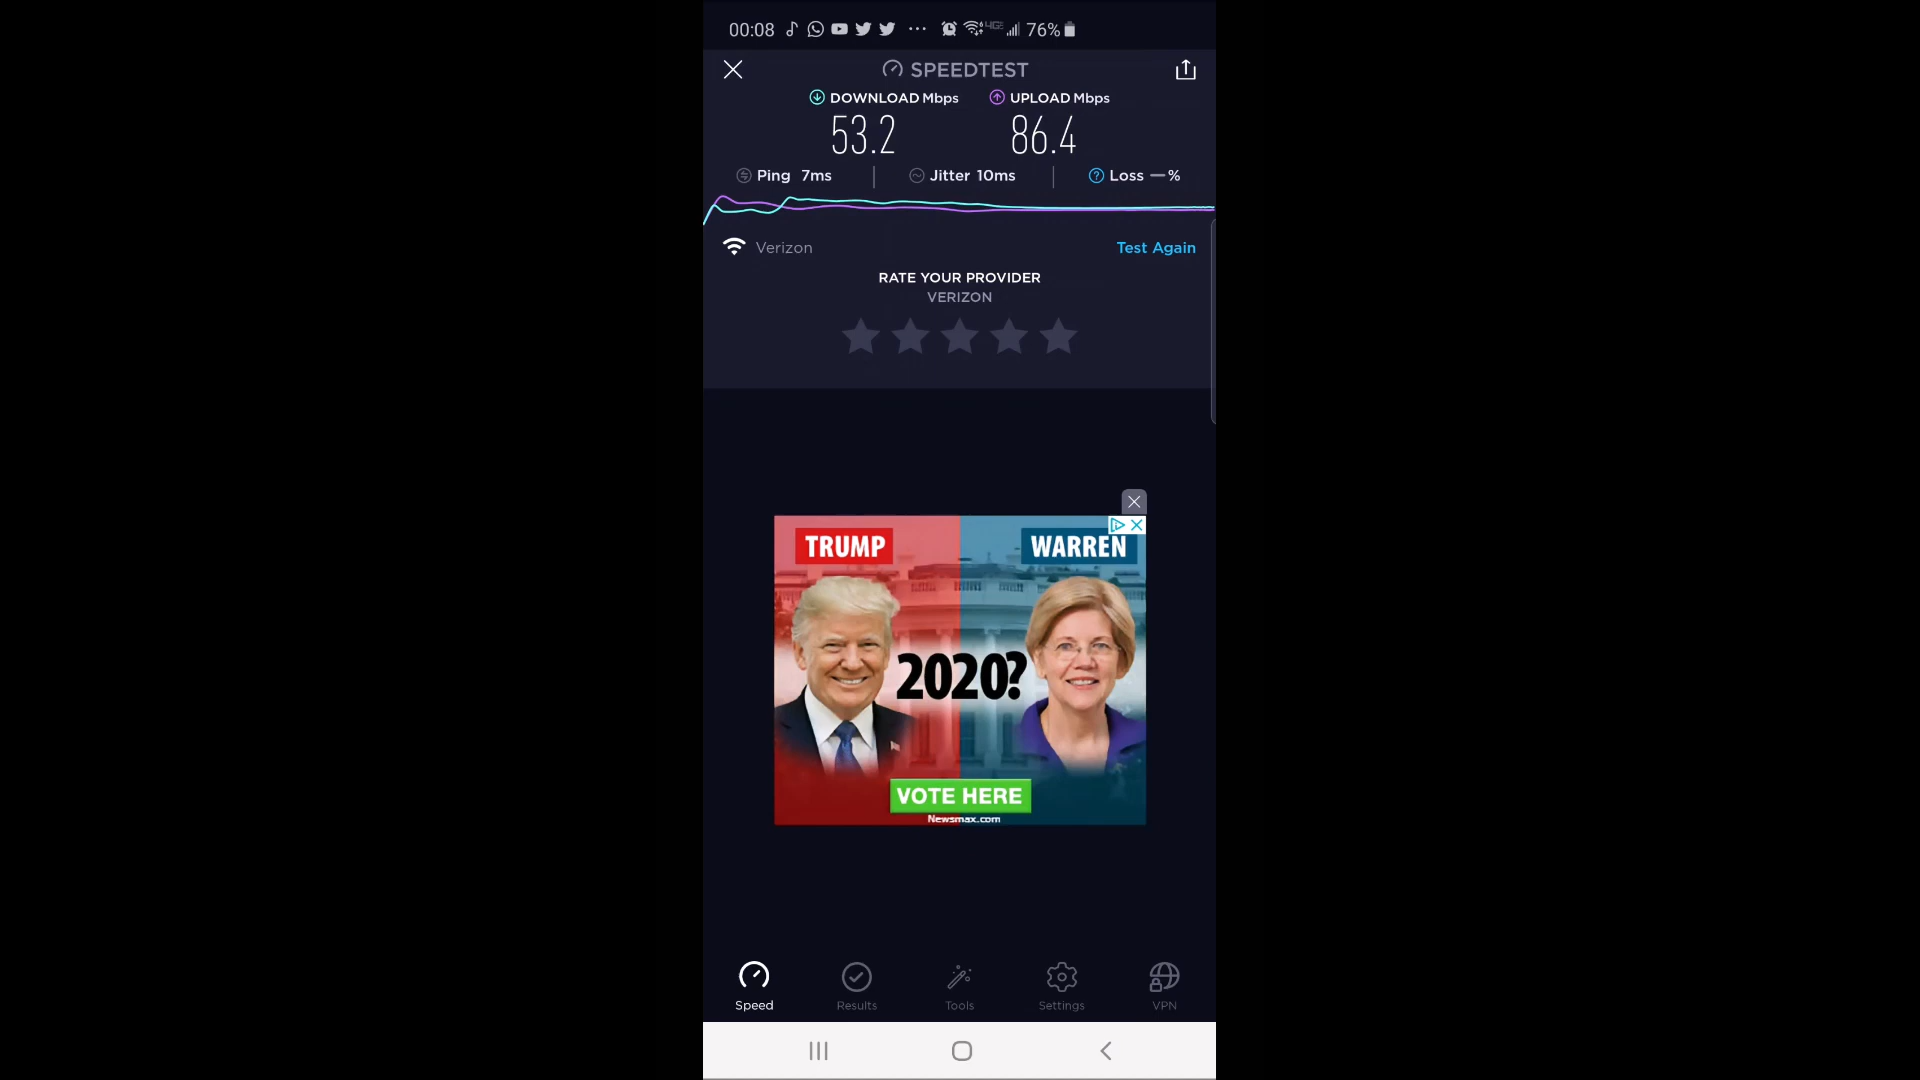 00:08 ... 76%
SPEEDTEST
DOWNLOAD Mbps UPLOAD Mbps
53.2 86.4
Ping 7ms Jitter 10ms Loss —%
Verizon Test Again
RATE YOUR PROVIDER
VERIZON
TRUMP WARREN
2020?
VOTE HERE
Newsmax.com
Speed Results Tools Settings VPN